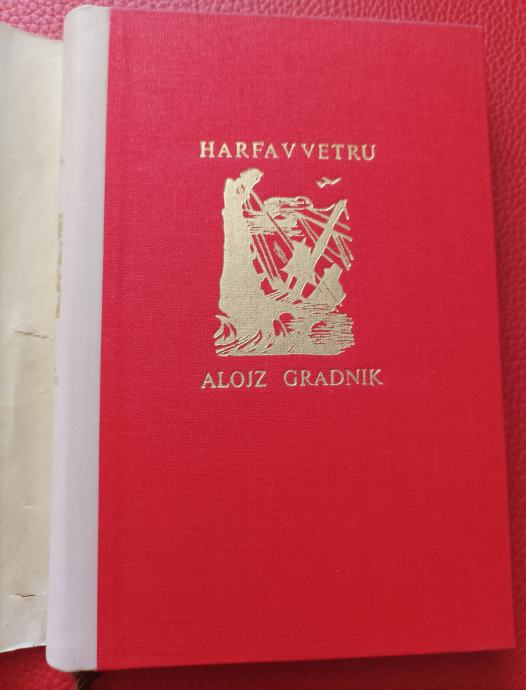 HARFA V VETRU
ALOJZ GRADNIK